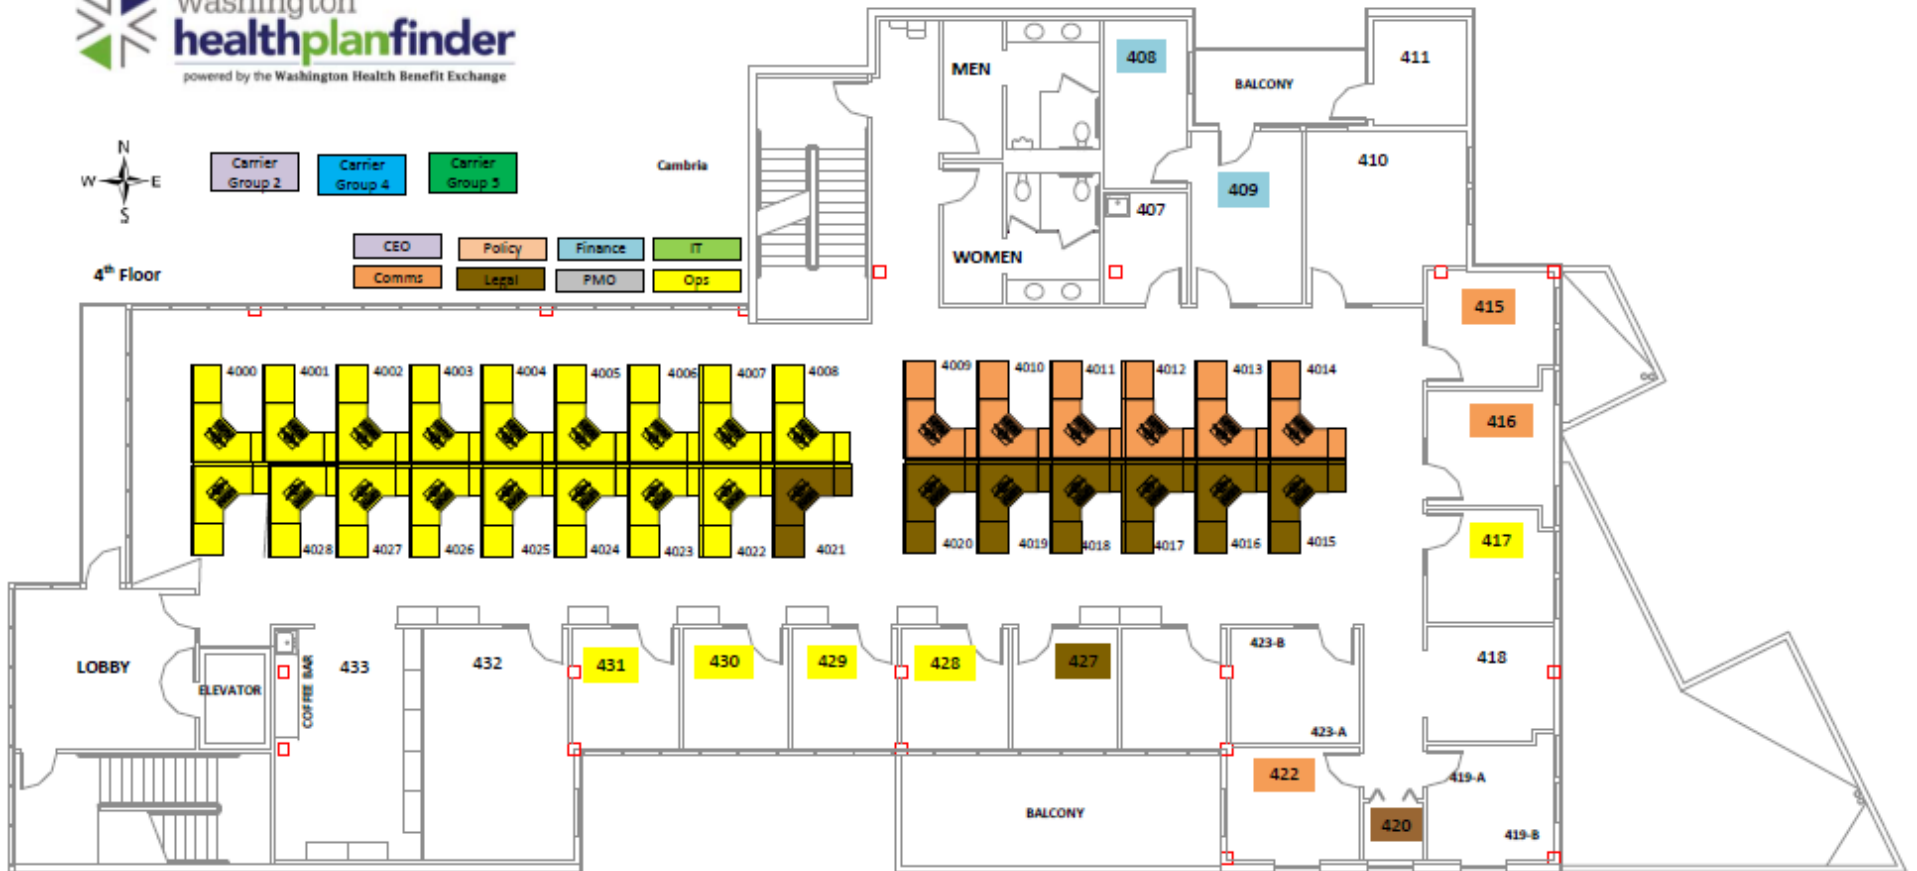 washington
healthplanfinder
powered by the Washington Health Benefit Exchange
N
W E
S
Carrier
Group 2
Carrier
Group 4
Carrier
Group 5
Cambria
4th Floor
CEO Policy Finance IT
Comms Legal PMO Ops
MEN
WOMEN
408
BALCONY
411
410
409
407
415
416
417
418
4000 4001 4002 4003 4004 4005 4006 4007 4008
4009 4010 4011 4012 4013 4014
4028 4027 4026 4025 4024 4023 4022 4021
4020 4019 4018 4017 4016 4015
LOBBY
ELEVATOR
COFFEE BAR
433
432
431
430
429
428
427
423-B
423-A
422
BALCONY
420
419-A
419-B